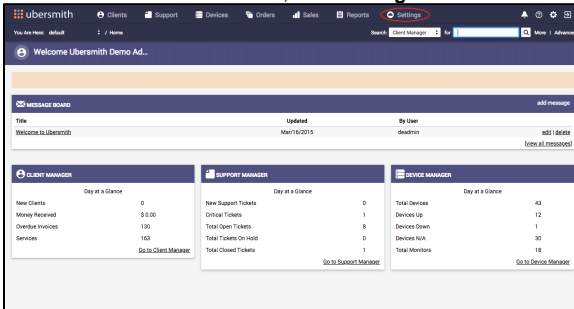 ubersmith Clients Support Devices Orders Sales Reports Settings
You Are Here: default / Home Search Client Manager for More | Advance
Welcome Ubersmith Demo Ad...
MESSAGE BOARD add message
Title Updated By User
Welcome to Ubersmith Mar/16/2015 deadmin edit | delete
[view all messages]
CLIENT MANAGER
Day at a Glance
New Clients 0
Money Received $ 0.00
Overdue Invoices 130
Services 163
Go to Client Manager
SUPPORT MANAGER
Day at a Glance
New Support Tickets 0
Critical Tickets 1
Total Open Tickets 8
Total Tickets On Hold 0
Total Closed Tickets 1
Go to Support Manager
DEVICE MANAGER
Day at a Glance
Total Devices 43
Devices Up 12
Devices Down 1
Devices N/A 30
Total Monitors 18
Go to Device Manager